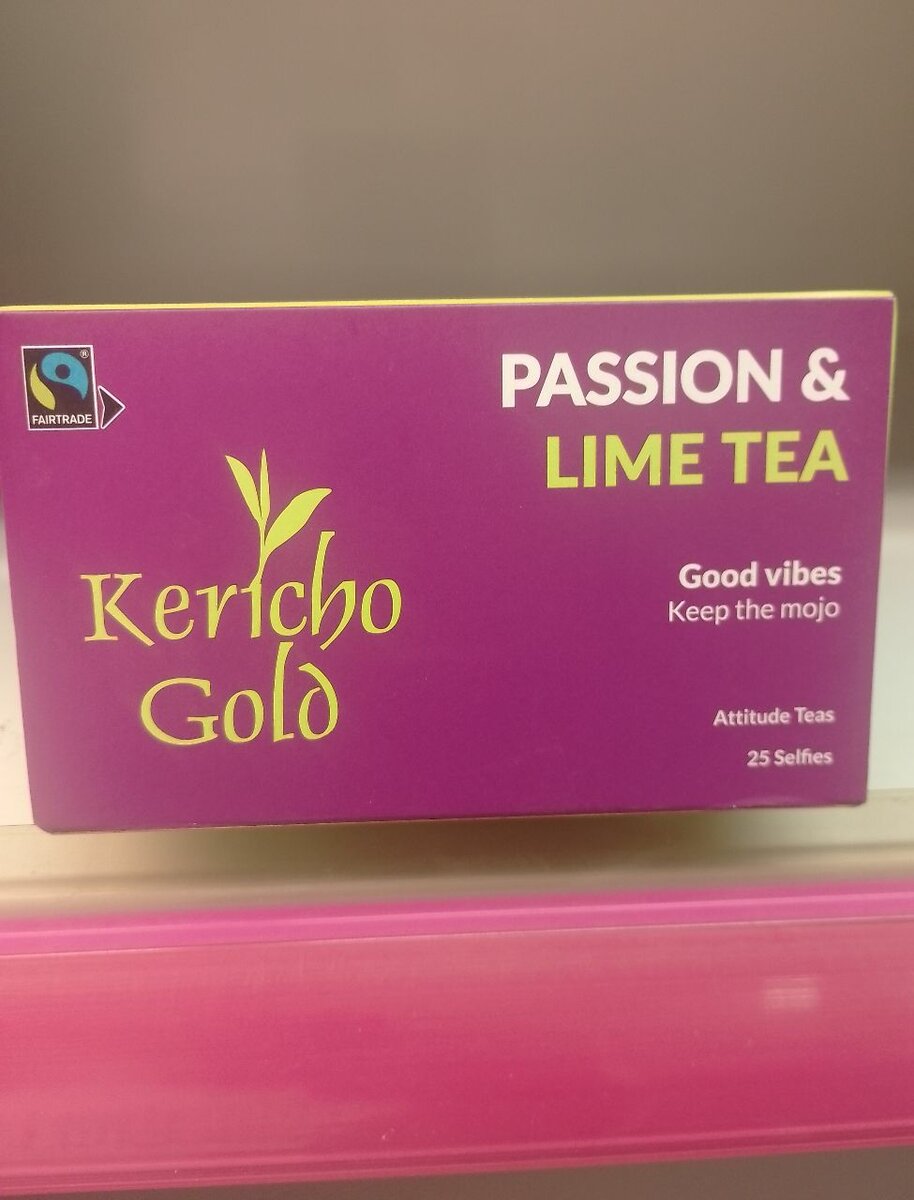 FAIRTRADE
®
PASSION &
LIME TEA
Kericho
Gold
Good vibes
Keep the mojo
Attitude Teas
25 Selfies